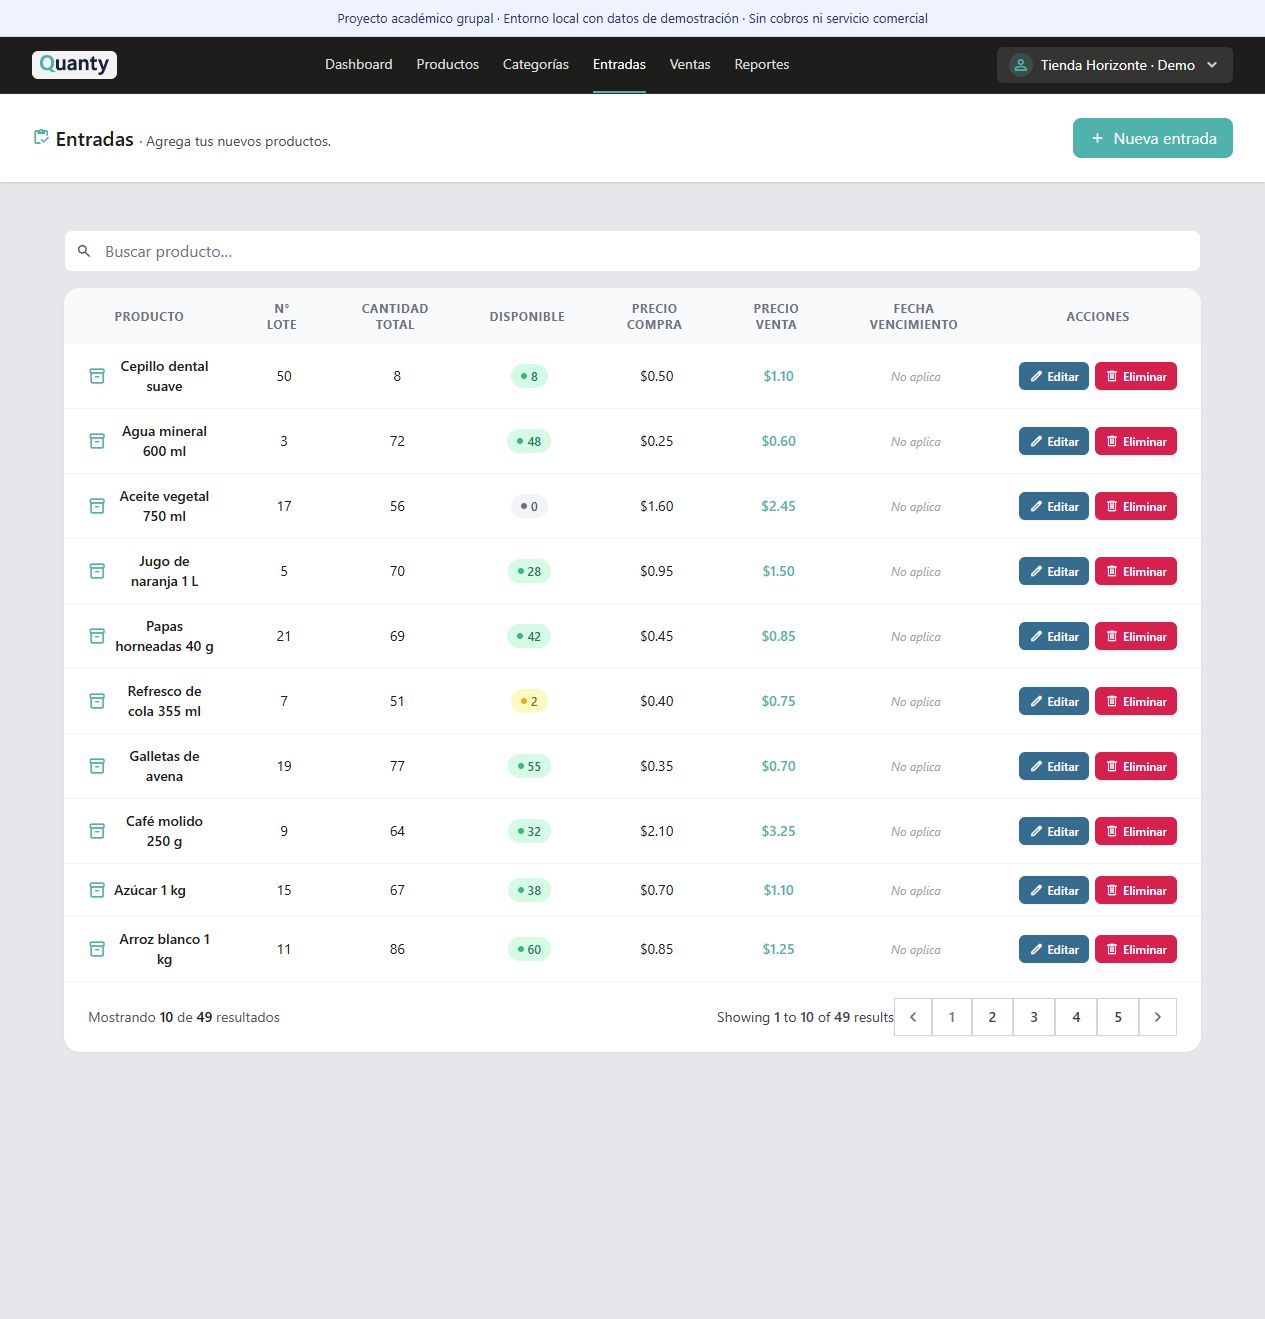 Proyecto académico grupal · Entorno local con datos de demostración · Sin cobros ni servicio comercial
Quanty
Dashboard Productos Categorías Entradas Ventas Reportes
Tienda Horizonte · Demo
Entradas · Agrega tus nuevos productos.
+ Nueva entrada
Buscar producto...
PRODUCTO N° LOTE CANTIDAD TOTAL DISPONIBLE PRECIO COMPRA PRECIO VENTA FECHA VENCIMIENTO ACCIONES
Cepillo dental suave 50 8 8 $0.50 $1.10 No aplica Editar Eliminar
Agua mineral 600 ml 3 72 48 $0.25 $0.60 No aplica Editar Eliminar
Aceite vegetal 750 ml 17 56 0 $1.60 $2.45 No aplica Editar Eliminar
Jugo de naranja 1 L 5 70 28 $0.95 $1.50 No aplica Editar Eliminar
Papas horneadas 40 g 21 69 42 $0.45 $0.85 No aplica Editar Eliminar
Refresco de cola 355 ml 7 51 2 $0.40 $0.75 No aplica Editar Eliminar
Galletas de avena 19 77 55 $0.35 $0.70 No aplica Editar Eliminar
Café molido 250 g 9 64 32 $2.10 $3.25 No aplica Editar Eliminar
Azúcar 1 kg 15 67 38 $0.70 $1.10 No aplica Editar Eliminar
Arroz blanco 1 kg 11 86 60 $0.85 $1.25 No aplica Editar Eliminar
Mostrando 10 de 49 resultados
Showing 1 to 10 of 49 results
1 2 3 4 5